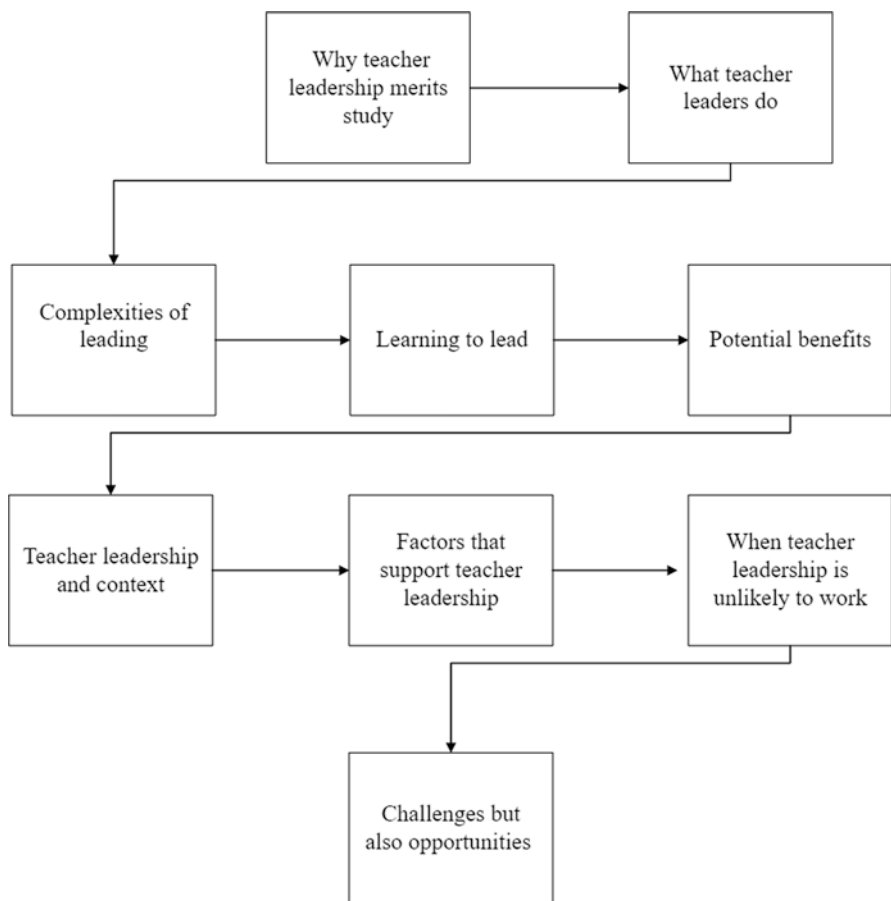 Why teacher
leadership merits
study
What teacher
leaders do
Complexities of
leading
Learning to lead
Potential benefits
Teacher leadership
and context
Factors that
support teacher
leadership
When teacher
leadership is
unlikely to work
Challenges but
also opportunities